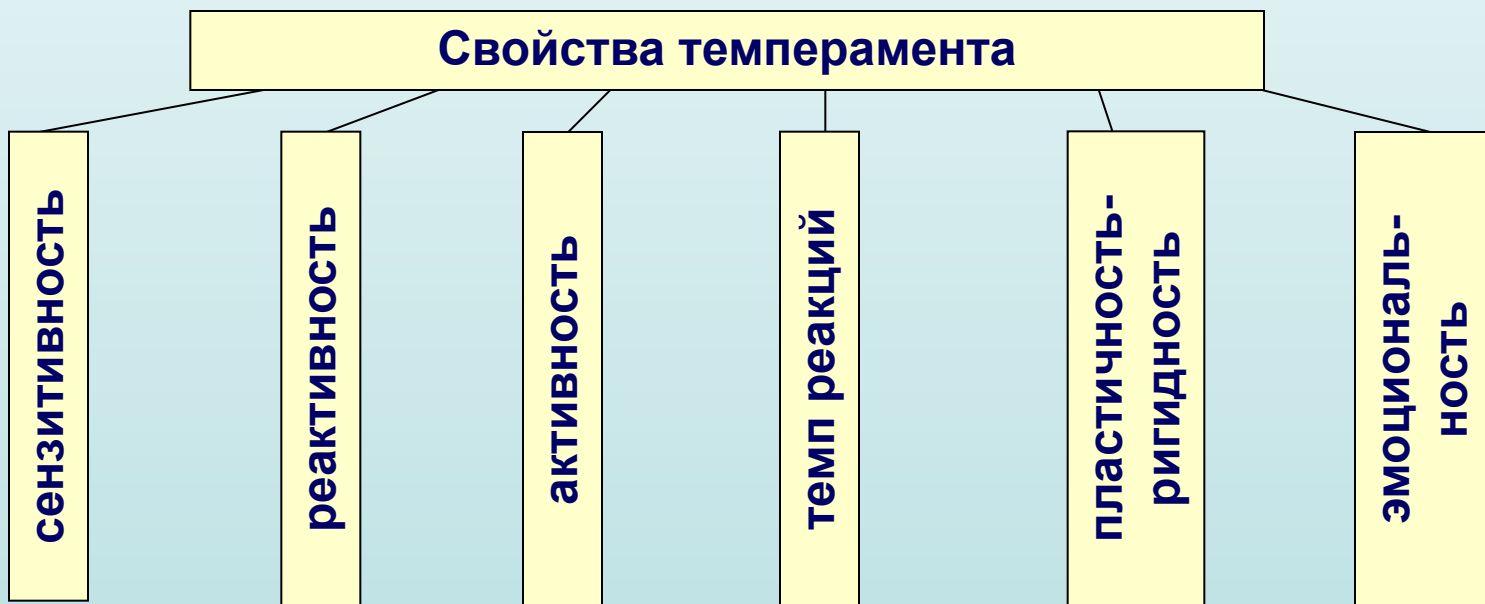 Свойства темперамента
сензитивность
реактивность
активность
темп реакций
пластичность-
ригидность
эмоциональ-
ность